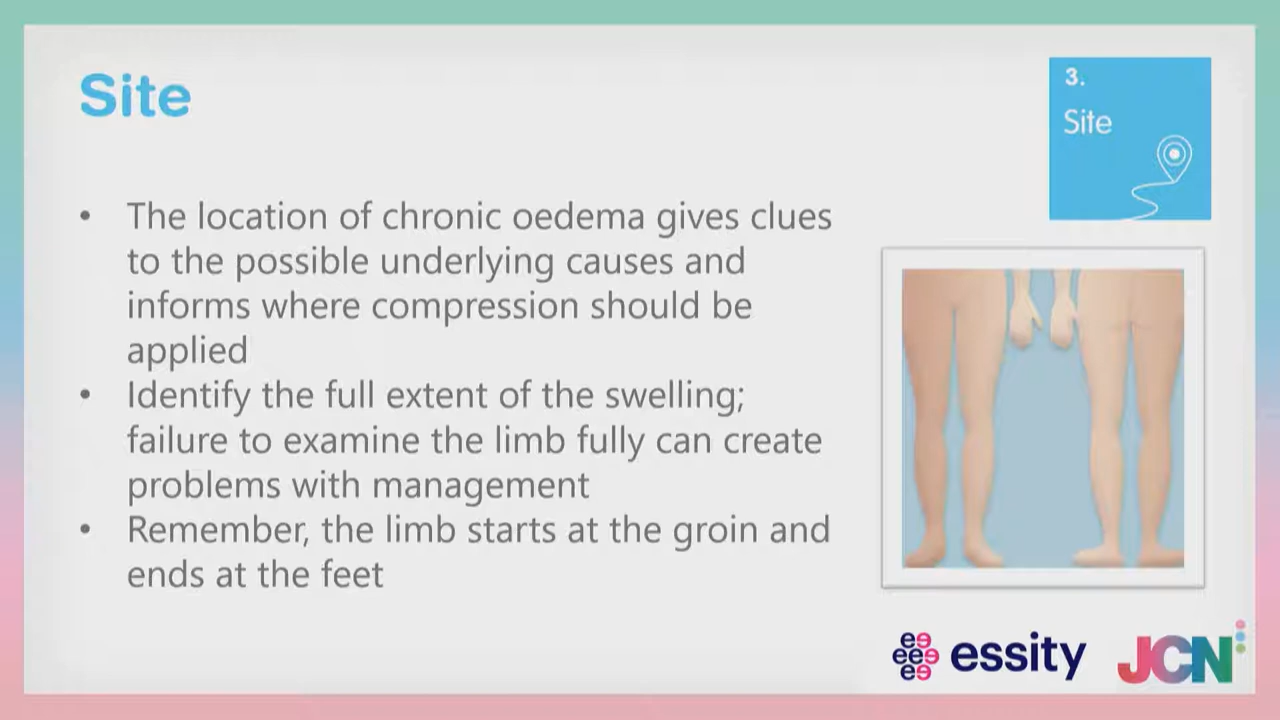 Site
3.
Site
• The location of chronic oedema gives clues
to the possible underlying causes and
informs where compression should be
applied
• Identify the full extent of the swelling;
failure to examine the limb fully can create
problems with management
• Remember, the limb starts at the groin and
ends at the feet
essity
JCN